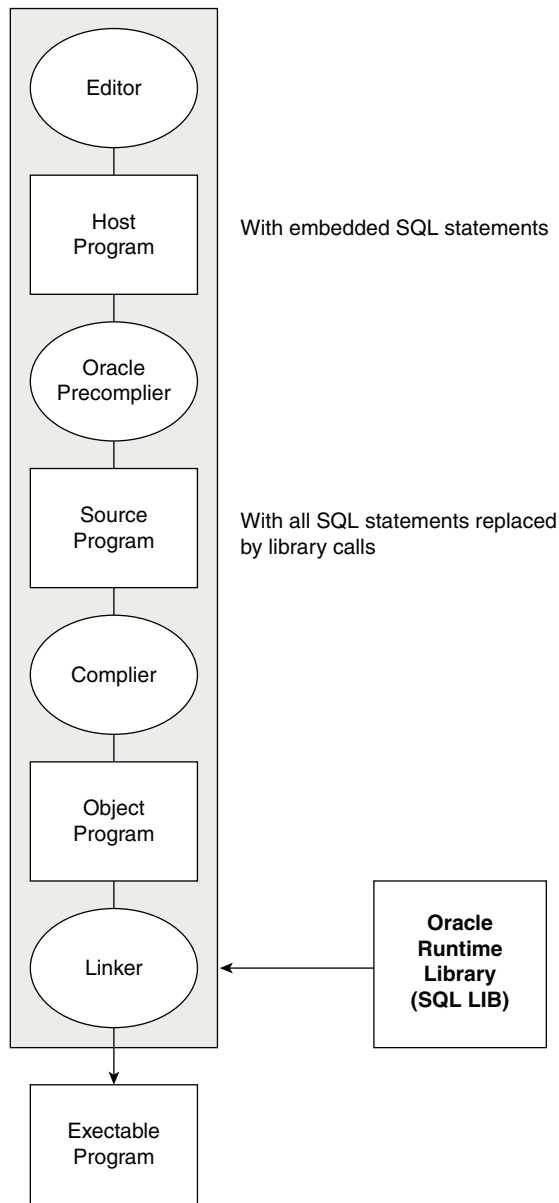 Editor
Host
Program
With embedded SQL statements
Oracle
Precomplier
Source
Program
With all SQL statements replaced
by library calls
Complier
Object
Program
Linker
Oracle
Runtime
Library
(SQL LIB)
Exectable
Program